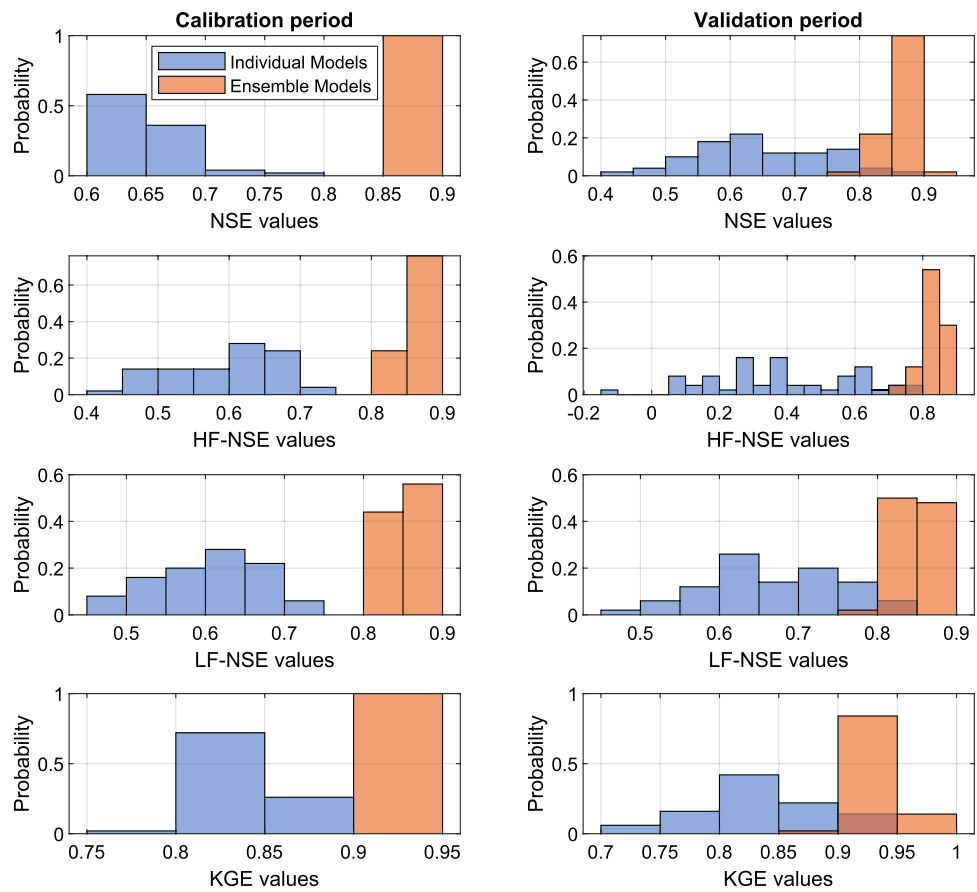 Calibration period
Validation period
Probability
1
0.5
0
Individual Models
Ensemble Models
0.6 0.65 0.7 0.75 0.8 0.85 0.9
NSE values
Probability
0.6
0.4
0.2
0
0.4 0.5 0.6 0.7 0.8 0.9
NSE values
Probability
0.6
0.4
0.2
0
0.4 0.5 0.6 0.7 0.8 0.9
HF-NSE values
Probability
0.6
0.4
0.2
0
-0.2 0 0.2 0.4 0.6 0.8
HF-NSE values
Probability
0.6
0.4
0.2
0
0.5 0.6 0.7 0.8 0.9
LF-NSE values
Probability
0.6
0.4
0.2
0
0.5 0.6 0.7 0.8 0.9
LF-NSE values
Probability
1
0.5
0
0.75 0.8 0.85 0.9 0.95
KGE values
Probability
1
0.5
0
0.7 0.75 0.8 0.85 0.9 0.95 1
KGE values